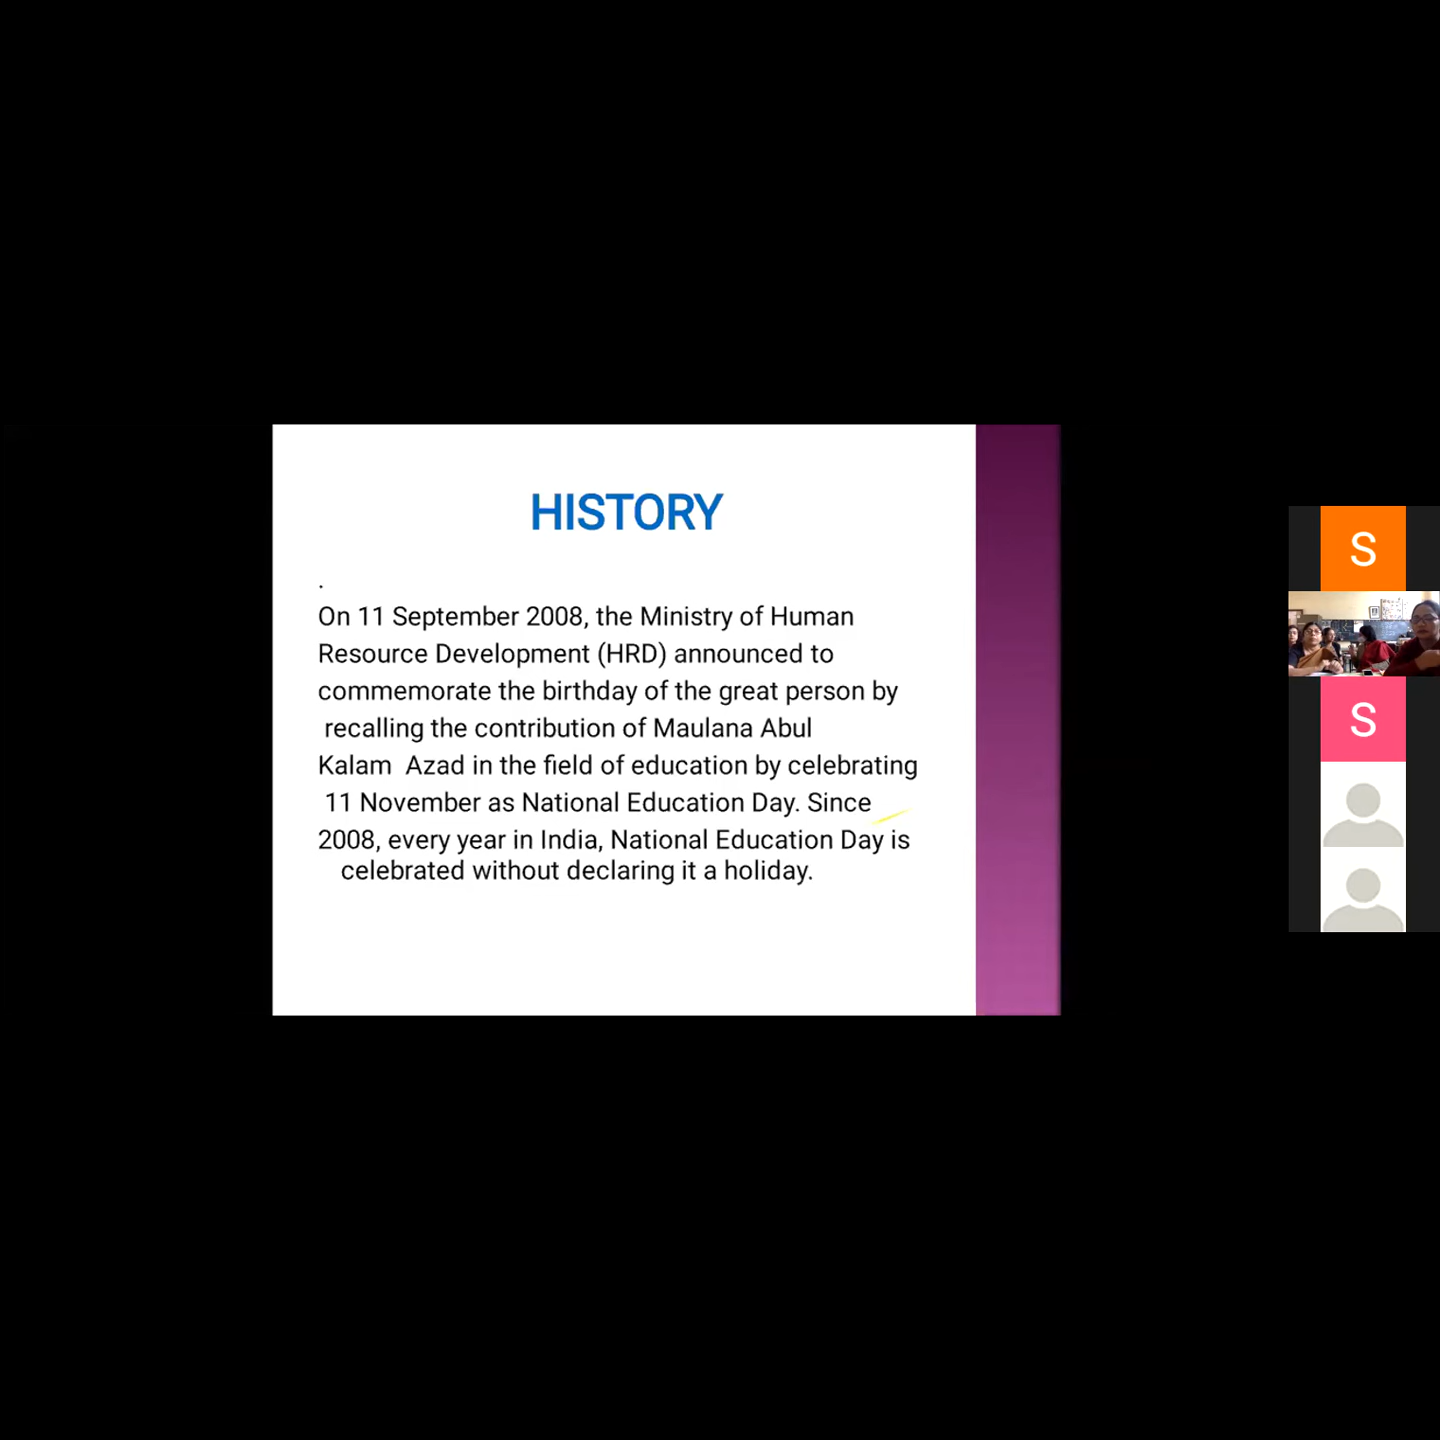 HISTORY
.
On 11 September 2008, the Ministry of Human
Resource Development (HRD) announced to
commemorate the birthday of the great person by
recalling the contribution of Maulana Abul
Kalam Azad in the field of education by celebrating
11 November as National Education Day. Since
2008, every year in India, National Education Day is
celebrated without declaring it a holiday.
S
S